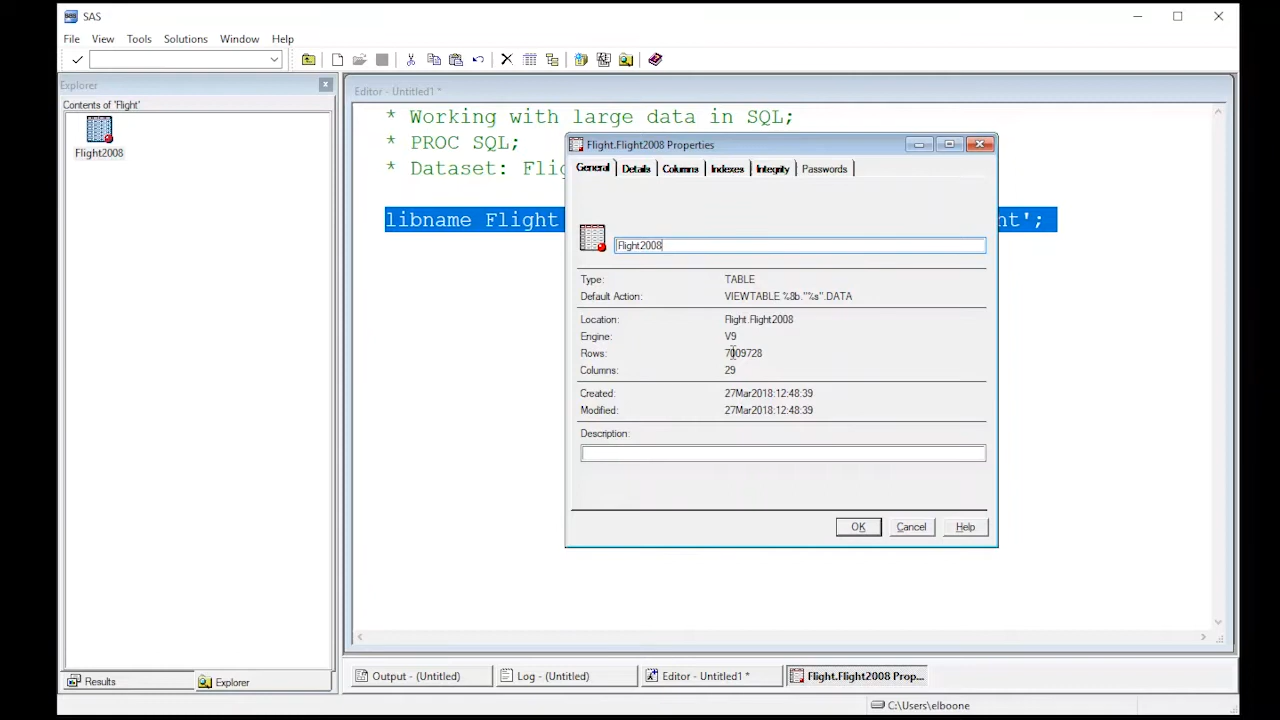 SAS
File View Tools Solutions Window Help
Explorer
Contents of 'Flight'
Flight2008
Editor - Untitled1 *
* Working with large data in SQL;
* PROC SQL;
* Dataset:
libname Flight nt';
Flight.Flight2008 Properties
General Details Columns Indexes Integrity Passwords
Flight2008
Type: TABLE
Default Action: VIEWTABLE %8b."%s".DATA
Location: Flight.Flight2008
Engine: V9
Rows: 7009728
Columns: 29
Created: 27Mar2018:12:48:39
Modified: 27Mar2018:12:48:39
Description:
OK Cancel Help
Results Explorer
Output - (Untitled) Log - (Untitled) Editor - Untitled1 * Flight.Flight2008 Prop...
C:\Users\elboone